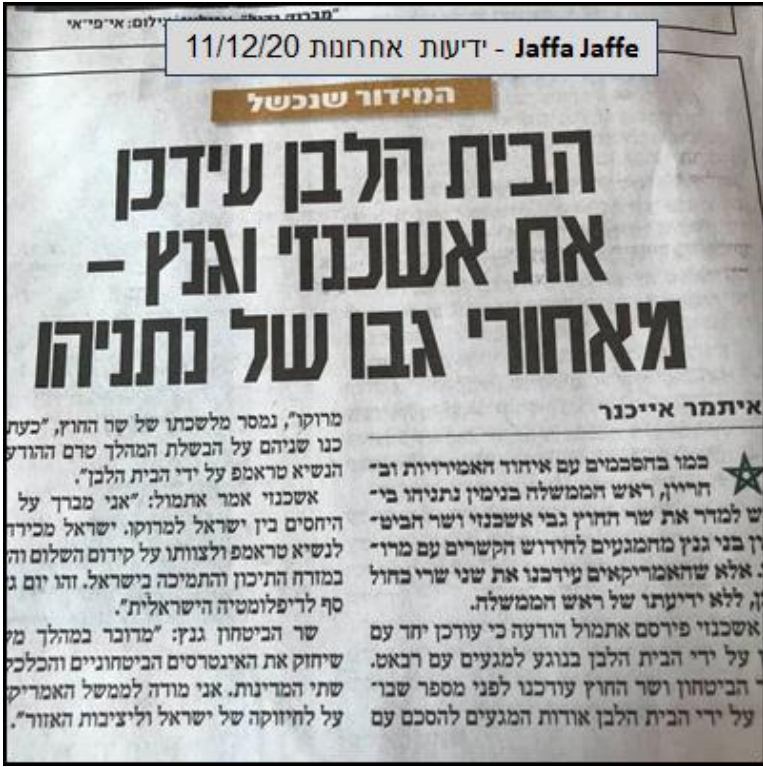 צילום: אי־פי־אי
Jaffa Jaffe - ידיעות אחרונות 11/12/20
המידור שנכשל
הבית הלבן עידכן
את אשכנזי וגנץ –
מאחורי גבו של נתניהו
איתמר אייכנר
כמו בהסכמים עם איחוד האמירויות וב־
חריין, ראש הממשלה בנימין נתניהו בי־
למדר את שר החוץ גבי אשכנזי ושר הביט־
בני גנץ מהמגעים לחידוש הקשרים עם מרו־
אלא שהאמריקאים עידכנו את שני שרי כחול
ללא ידיעתו של ראש הממשלה.
אשכנזי פירסם אתמול הודעה כי עודכן יחד עם
על ידי הבית הלבן בנוגע למגעים עם רבאט.
הביטחון ושר החוץ עודכנו לפני מספר שבו־
על ידי הבית הלבן אודות המגעים להסכם עם
מרוקו", נמסר מלשכתו של שר החוץ, "כעת
כנו שניהם על הבשלת המהלך טרם ההודע
הנשיא טראמפ על ידי הבית הלבן".
אשכנזי אמר אתמול: "אני מברך על
היחסים בין ישראל למרוקו. ישראל מכירה
לנשיא טראמפ ולצוותו על קידום השלום
במזרח התיכון והתמיכה בישראל. זהו יום
סף לדיפלומטיה הישראלית".
שר הביטחון גנץ: "מדובר במהלך
שיחזק את האינטרסים הביטחוניים והכלכל
שתי המדינות. אני מודה לממשל האמריק
על לחיזוקה של ישראל וליציבות האזור".